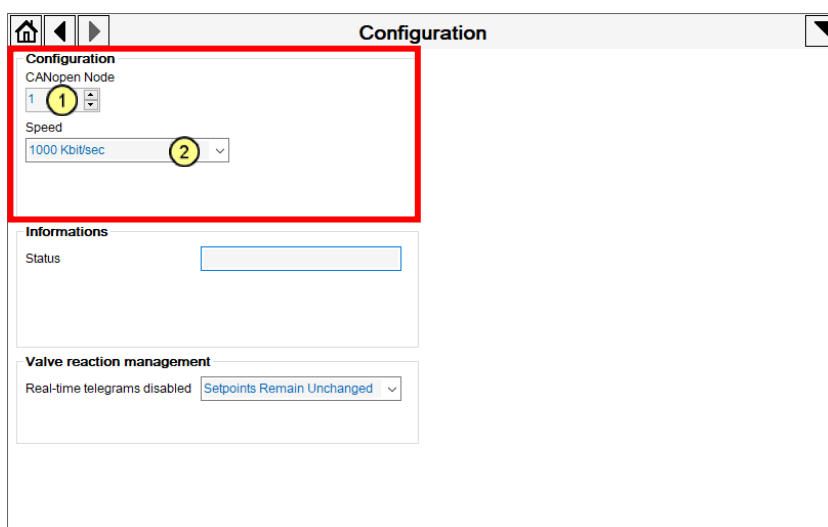 Configuration
Configuration
CANopen Node
1
1
Speed
1000 Kbit/sec
2
Informations
Status
Valve reaction management
Real-time telegrams disabled Setpoints Remain Unchanged